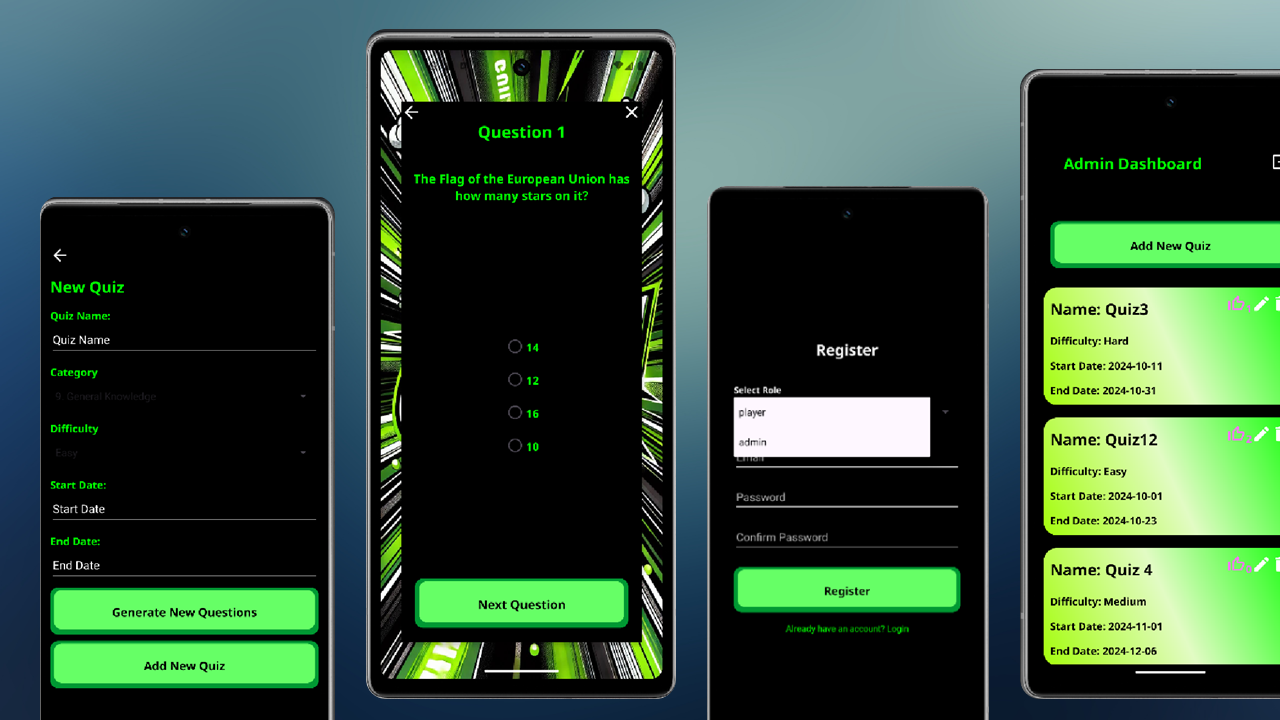 New Quiz
Quiz Name:
Quiz Name
Category
9. General Knowledge
Difficulty
Easy
Start Date:
Start Date
End Date:
End Date
Generate New Questions
Add New Quiz
Question 1
The Flag of the European Union has
how many stars on it?
14
12
16
10
Next Question
Register
Select Role
player
admin
Email
Password
Confirm Password
Register
Already have an account? Login
Admin Dashboard
Add New Quiz
Name: Quiz3
Difficulty: Hard
Start Date: 2024-10-11
End Date: 2024-10-31
Name: Quiz12
Difficulty: Easy
Start Date: 2024-10-01
End Date: 2024-10-23
Name: Quiz 4
Difficulty: Medium
Start Date: 2024-11-01
End Date: 2024-12-06